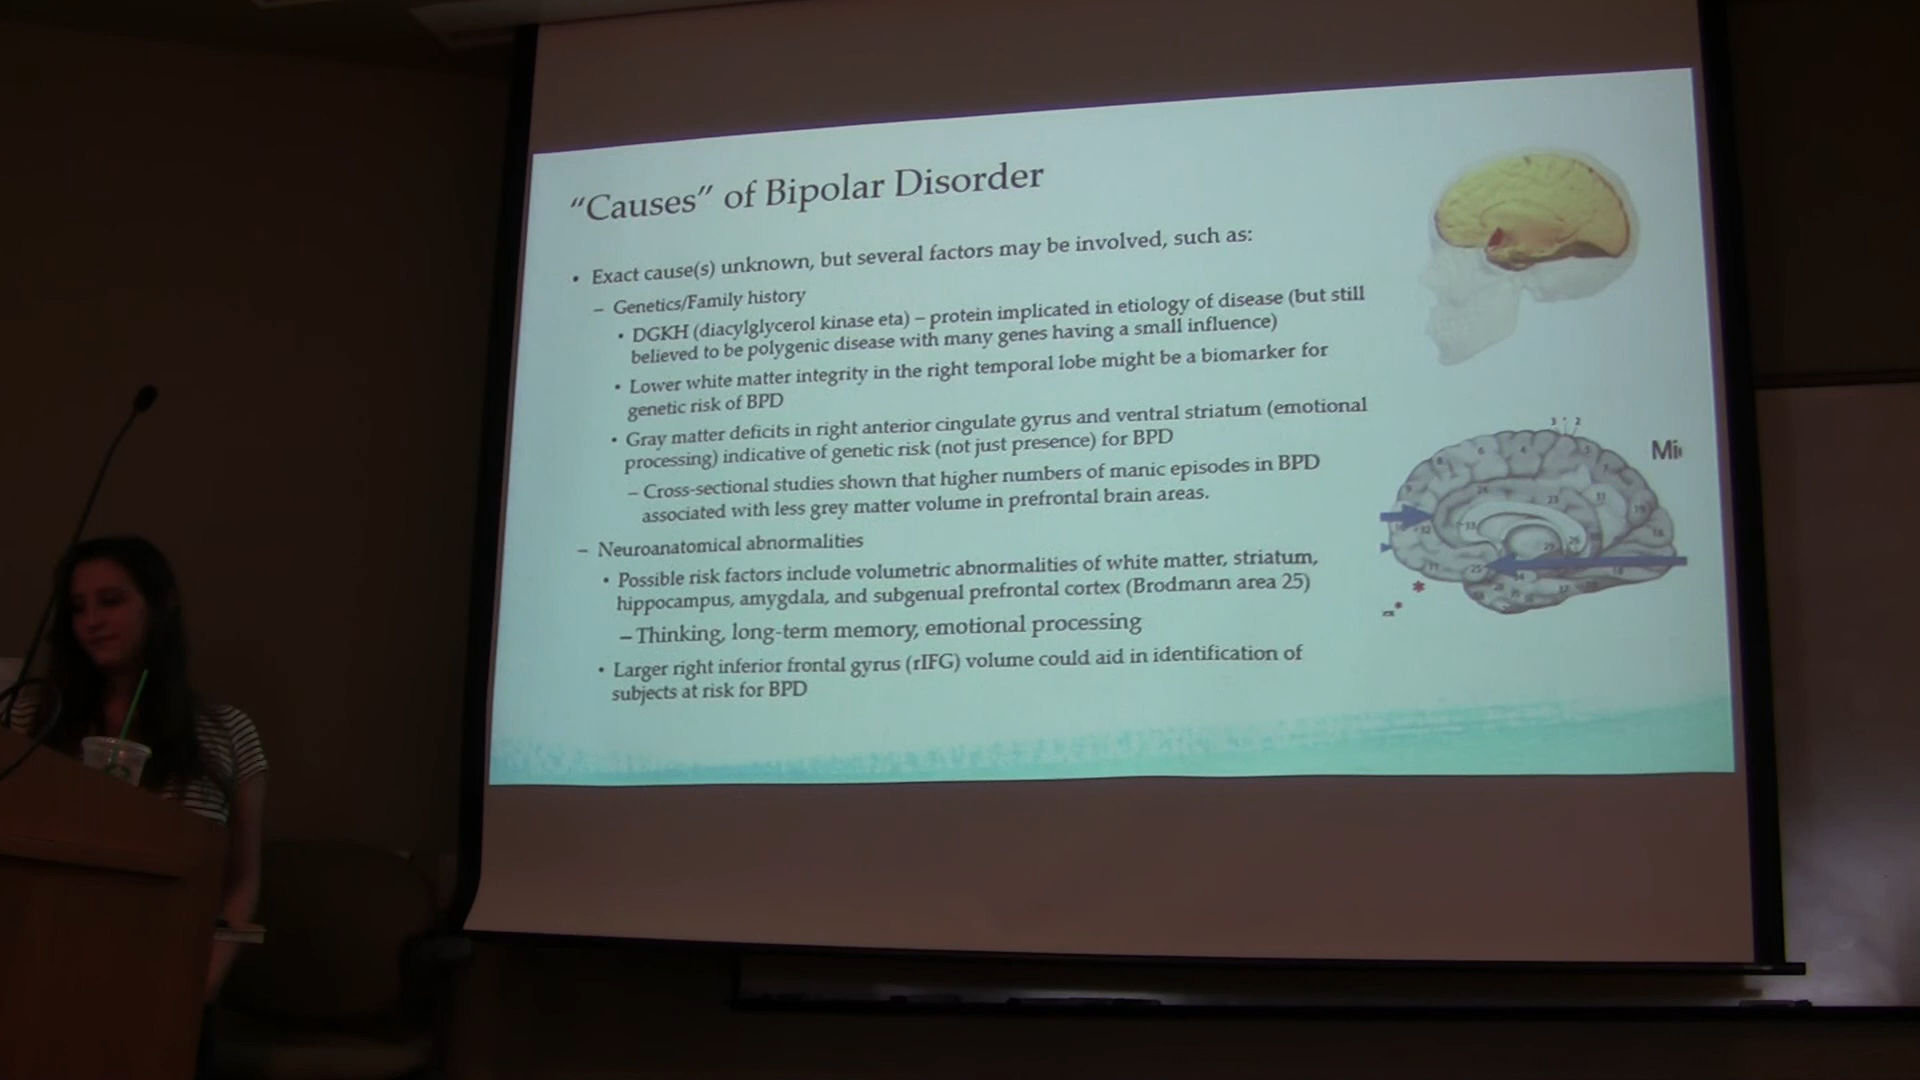 “Causes” of Bipolar Disorder
• Exact cause(s) unknown, but several factors may be involved, such as:
– Genetics/Family history
• DGKH (diacylglycerol kinase eta) – protein implicated in etiology of disease (but still
believed to be polygenic disease with many genes having a small influence)
• Lower white matter integrity in the right temporal lobe might be a biomarker for
genetic risk of BPD
• Gray matter deficits in right anterior cingulate gyrus and ventral striatum (emotional
processing) indicative of genetic risk (not just presence) for BPD
– Cross-sectional studies shown that higher numbers of manic episodes in BPD
associated with less grey matter volume in prefrontal brain areas.
– Neuroanatomical abnormalities
• Possible risk factors include volumetric abnormalities of white matter, striatum,
hippocampus, amygdala, and subgenual prefrontal cortex (Brodmann area 25)
– Thinking, long-term memory, emotional processing
• Larger right inferior frontal gyrus (rIFG) volume could aid in identification of
subjects at risk for BPD
3 1 2